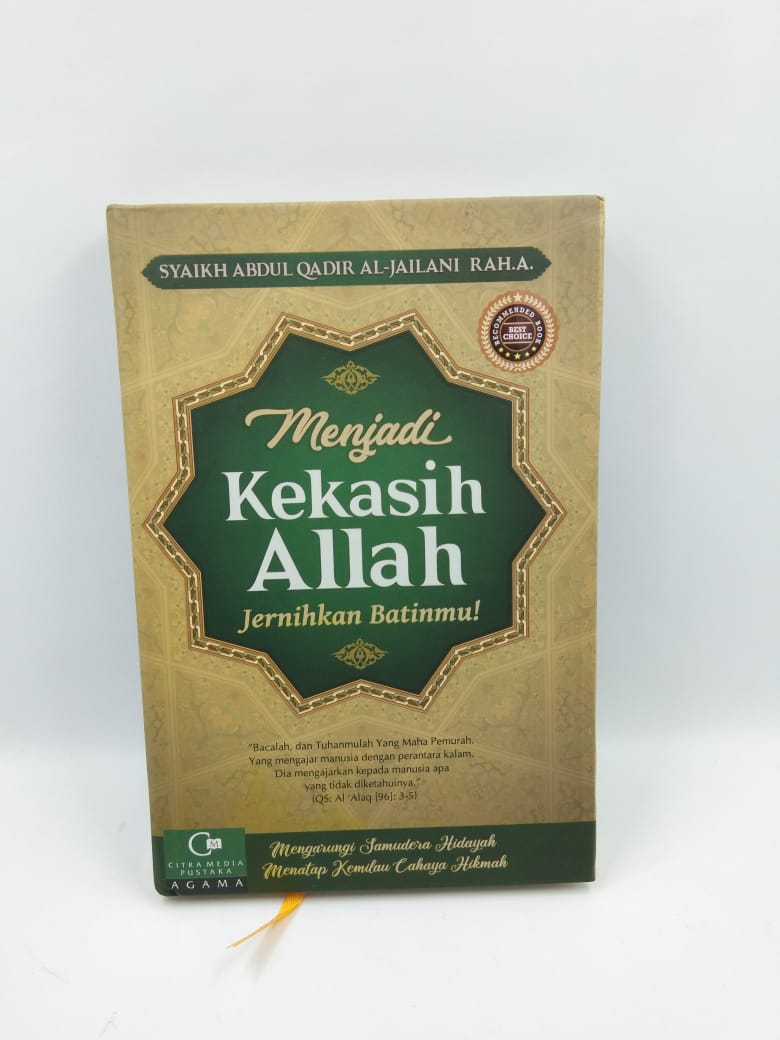 SYAIKH ABDUL QADIR AL-JAILANI RAH.A.
RECOMMENDED BOOK
BEST
CHOICE
Menjadi
Kekasih
Allah
Jernihkan Batinmu!
"Bacalah, dan Tuhanmulah Yang Maha Pemurah.
Yang mengajar manusia dengan perantara kalam.
Dia mengajarkan kepada manusia apa
yang tidak diketahuinya."
(QS: Al 'Alaq [96]: 3-5)
CM
CITRA MEDIA
PUSTAKA
AGAMA
Mengarungi Samudera Hidayah
Menatap Kemilau Cahaya Hikmah